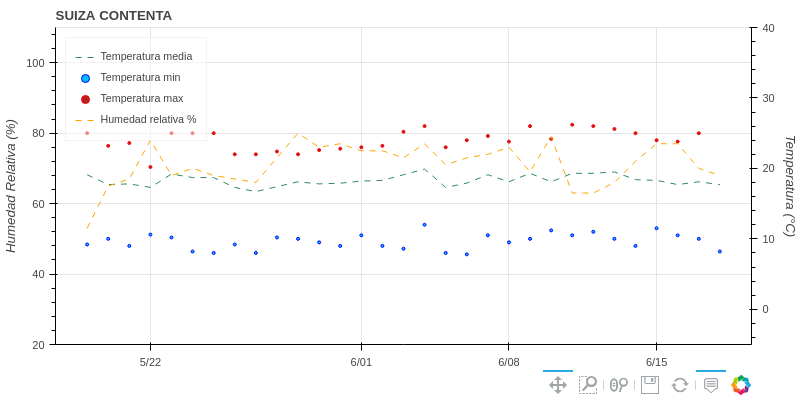 SUIZA CONTENTA
Temperatura media
Temperatura min
Temperatura max
Humedad relativa %
Humedad Relativa (%)
100
80
60
40
20
40
30
20
10
0
Temperatura (°C)
5/22
6/01
6/08
6/15